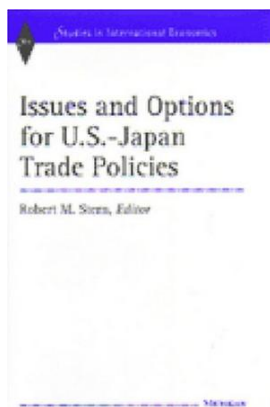 Studies in International Economics
Issues and Options
for U.S.-Japan
Trade Policies
Robert M. Stern, Editor
Michigan